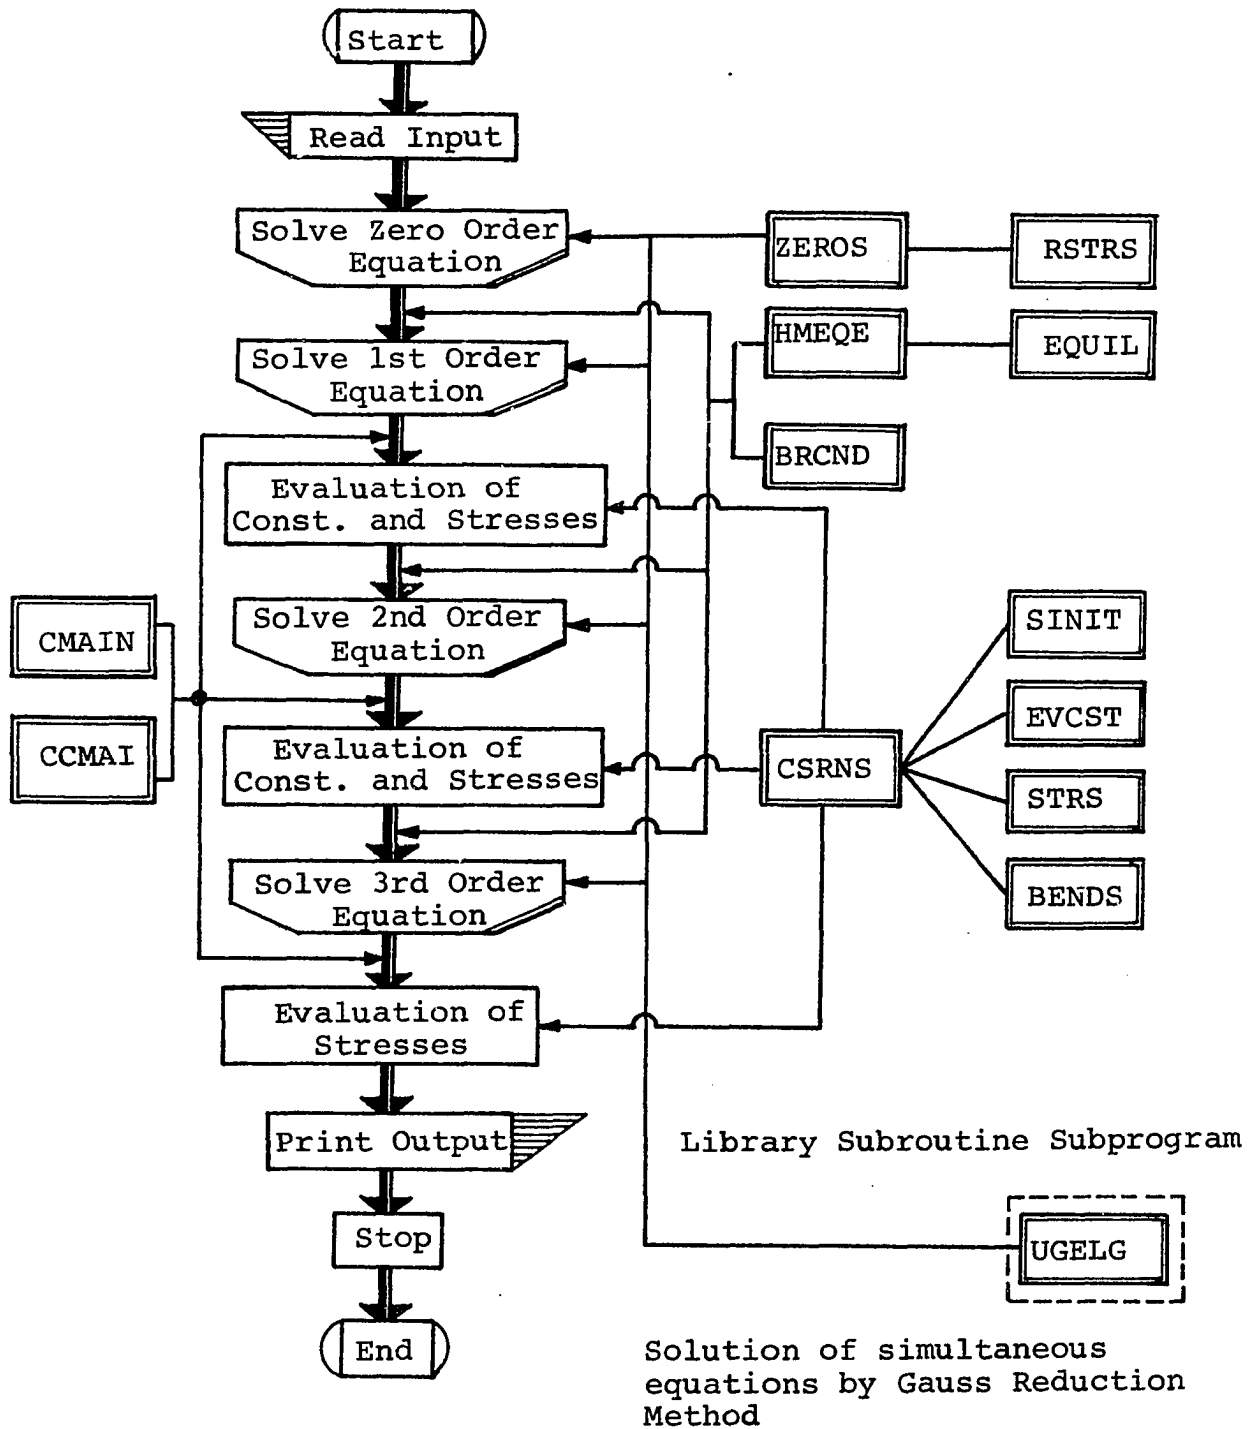 Start
Read Input
Solve Zero Order
Equation
ZEROS
RSTRS
Solve 1st Order
Equation
HMEQE
EQUIL
BRCND
Evaluation of
Const. and Stresses
Solve 2nd Order
Equation
CMAIN
CCMAI
SINIT
EVCST
STRS
BENDS
CSRNS
Evaluation of
Const. and Stresses
Solve 3rd Order
Equation
Evaluation of
Stresses
Print Output
Library Subroutine Subprogram
Stop
UGELG
End
Solution of simultaneous
equations by Gauss Reduction
Method